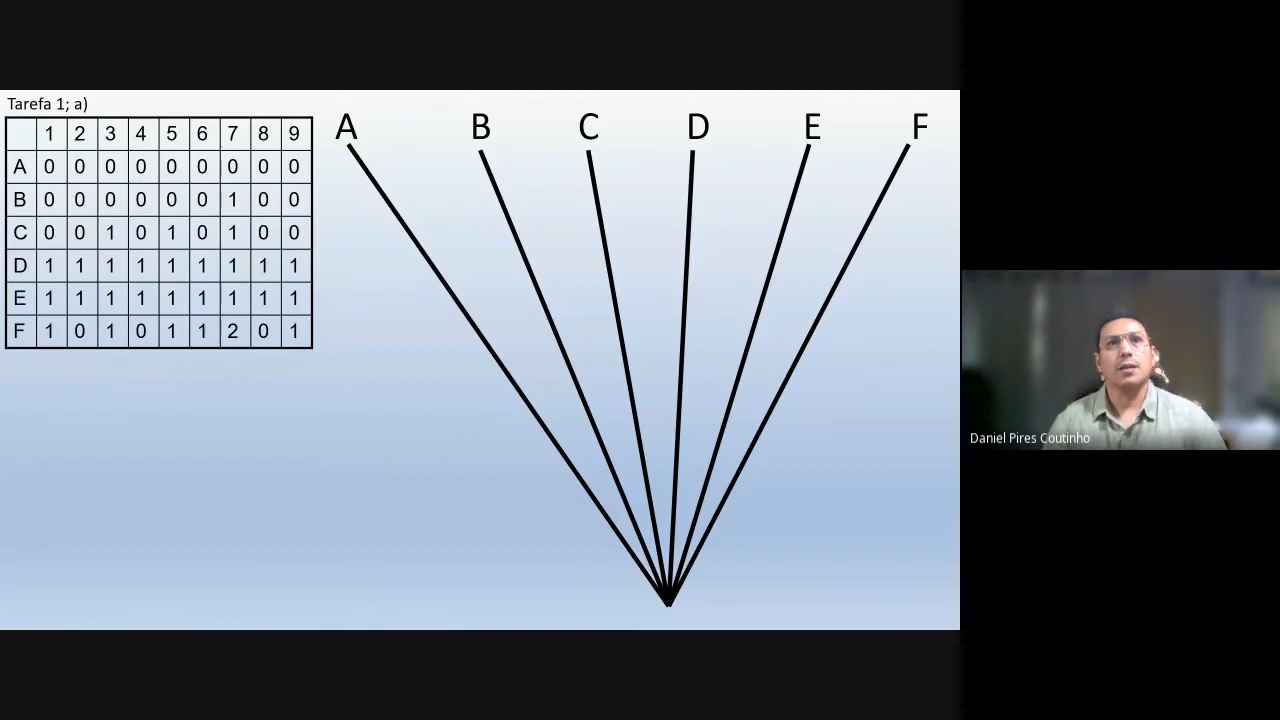 Tarefa 1; a)
1 2 3 4 5 6 7 8 9
A 0 0 0 0 0 0 0 0 0
B 0 0 0 0 0 0 1 0 0
C 0 0 1 0 1 0 1 0 0
D 1 1 1 1 1 1 1 1 1
E 1 1 1 1 1 1 1 1 1
F 1 0 1 0 1 1 2 0 1
A B C D E F
Daniel Pires Coutinho